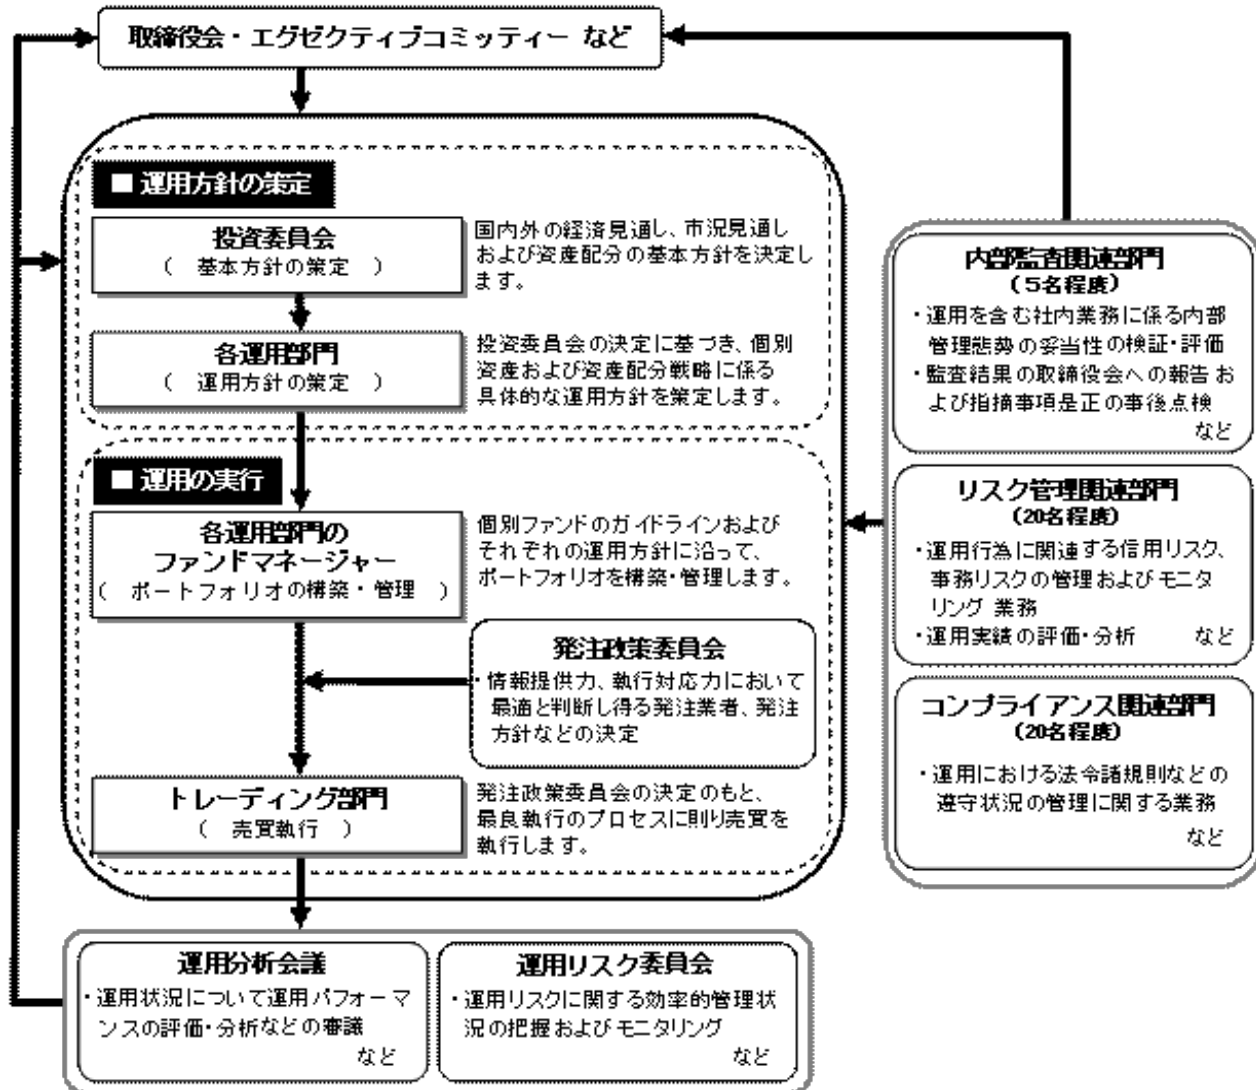 取締役会・エグゼクティブコミッティー など
■ 運用方針の策定
投資委員会
（ 基本方針の策定 ）
国内外の経済見通し、市況見通し
および資産配分の基本方針を決定し
ます。
各運用部門
（ 運用方針の策定 ）
投資委員会の決定に基づき、個別
資産および資産配分戦略に係る
具体的な運用方針を策定します。
■ 運用の実行
各運用部門の
ファンドマネージャー
（ ポートフォリオの構築・管理 ）
個別ファンドのガイドラインおよび
それぞれの運用方針に沿って、
ポートフォリオを構築・管理します。
発注政策委員会
・情報提供力、執行対応力において
最適と判断し得る発注業者、発注
方針などの決定
トレーディング部門
（ 売買執行 ）
発注政策委員会の決定のもと、
最良執行のプロセスに則り売買を
執行します。
運用分析会議
・運用状況について運用パフォーマ
ンスの評価・分析などの審議
など
運用リスク委員会
・運用リスクに関する効率的管理状
況の把握およびモニタリング
など
内部監査関連部門
（５名程度）
・運用を含む社内業務に係る内部
管理態勢の妥当性の検証・評価
・監査結果の取締役会への報告 お
よび指摘事項是正の事後点検
など
リスク管理関連部門
（20名程度）
・運用行為に関連する信用リスク、
事務リスクの管理および モニタ
リング 業務
・運用実績の評価・分析 など
コンプライアンス関連部門
（20名程度）
・運用における法令諸規則などの
遵守状況の管理に関する業務
など